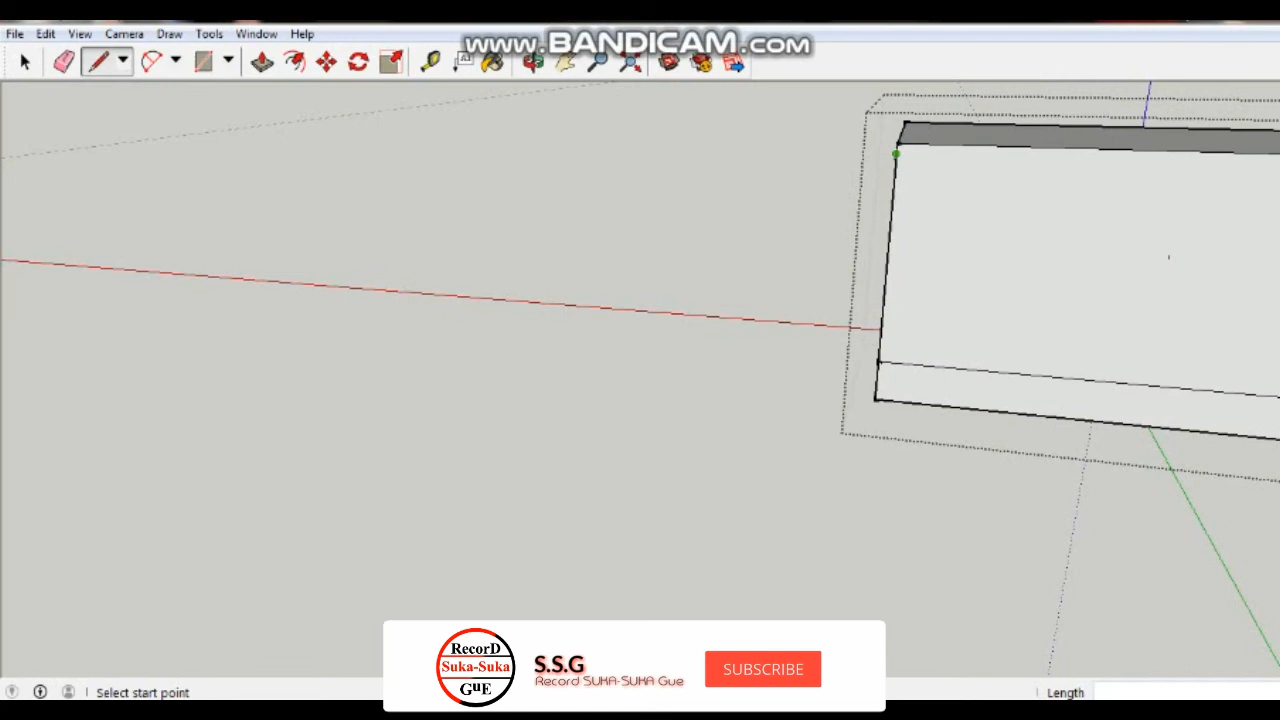 File Edit View Camera Draw Tools Window Help
www.BANDICAM.com
A1
RecorD
Suka-Suka
GuE
S.S.G
Record SUKA-SUKA Gue
SUBSCRIBE
Select start point
Length